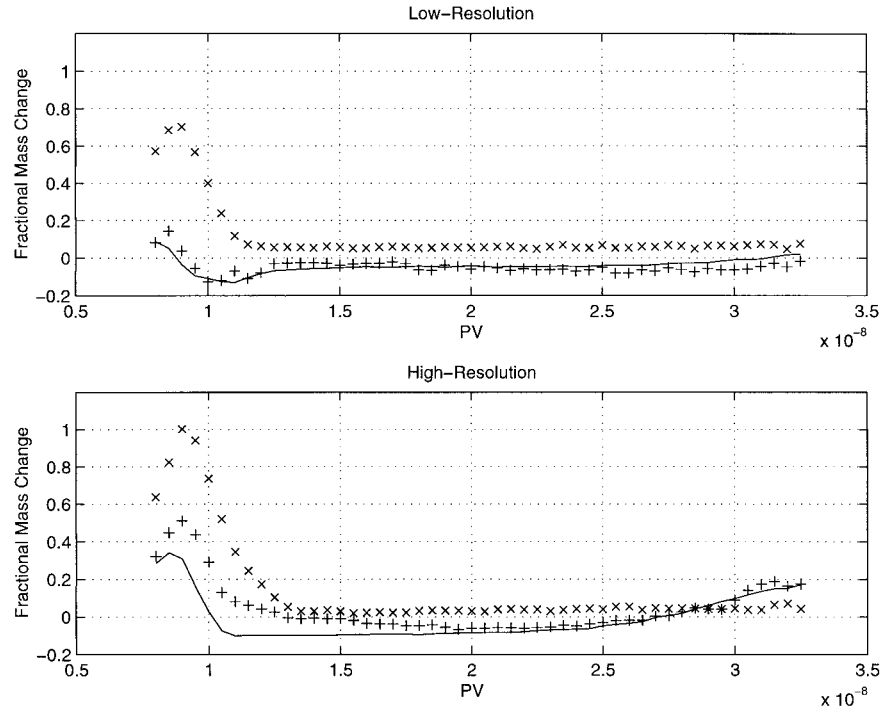 Low−Resolution
Fractional Mass Change
1
0.8
0.6
0.4
0.2
0
−0.2
0.5 1 1.5 2 2.5 3 3.5
PV
x 10⁻⁸
High−Resolution
Fractional Mass Change
1
0.8
0.6
0.4
0.2
0
−0.2
0.5 1 1.5 2 2.5 3 3.5
PV
x 10⁻⁸